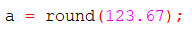 a = round(123.67);